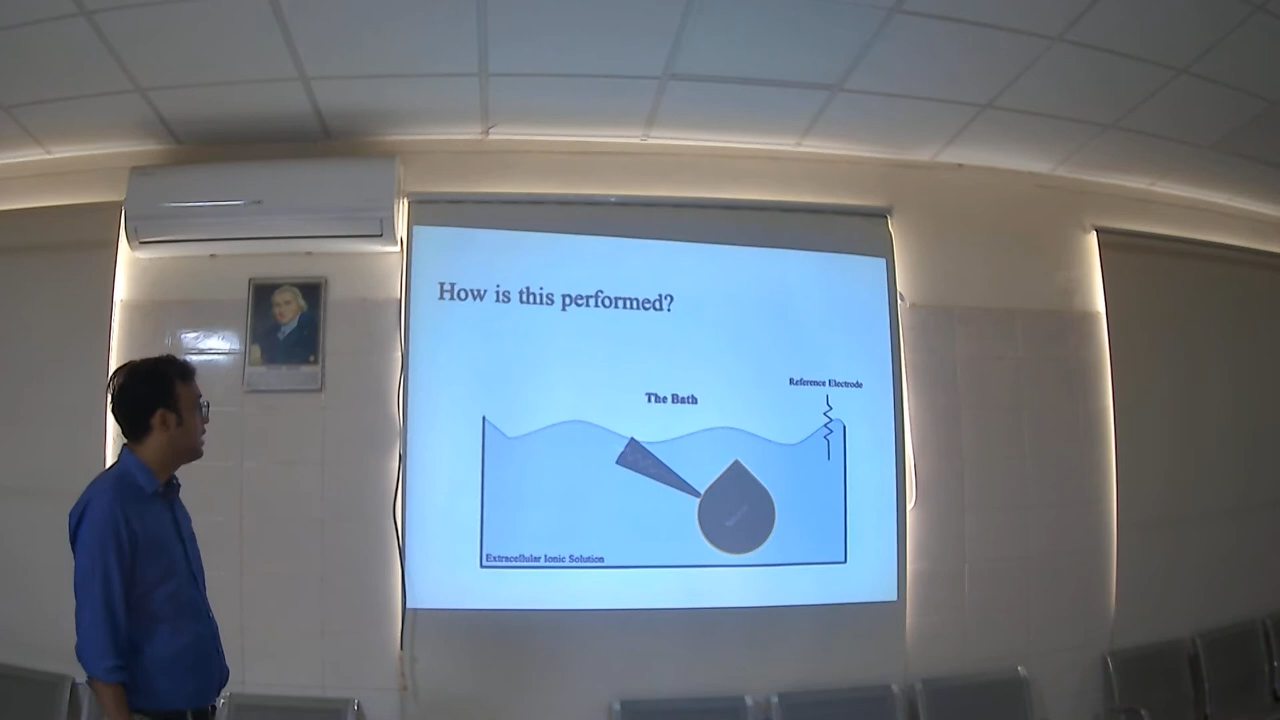 How is this performed?
Reference Electrode
The Bath
Extracellular Ionic Solution